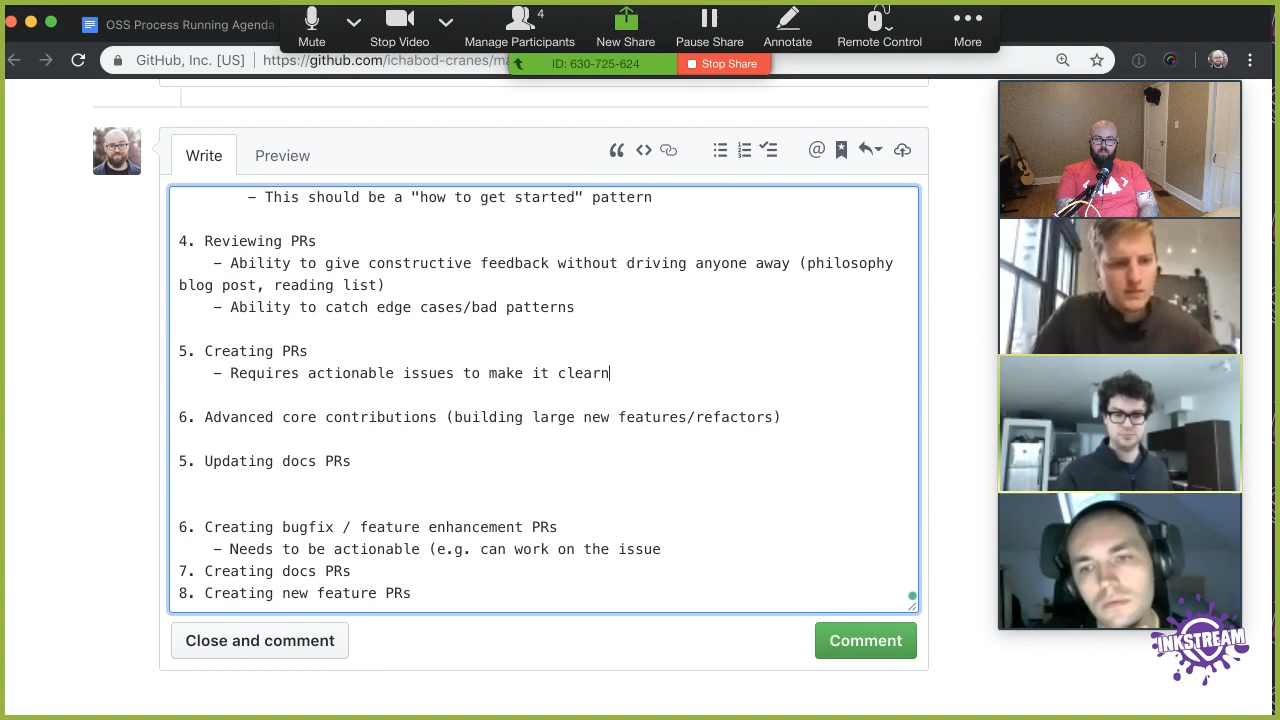 OSS Process Running Agenda
4
Mute
Stop Video
Manage Participants
New Share
Pause Share
Annotate
Remote Control
More
GitHub, Inc. [US]
https://github.com/ichabod-cranes/ma
ID: 630-725-624
Stop Share
Write
Preview
– This should be a "how to get started" pattern
4. Reviewing PRs
– Ability to give constructive feedback without driving anyone away (philosophy
blog post, reading list)
– Ability to catch edge cases/bad patterns
5. Creating PRs
– Requires actionable issues to make it clearn
6. Advanced core contributions (building large new features/refactors)
5. Updating docs PRs
6. Creating bugfix / feature enhancement PRs
– Needs to be actionable (e.g. can work on the issue
7. Creating docs PRs
8. Creating new feature PRs
Close and comment
Comment
INKSTREAM